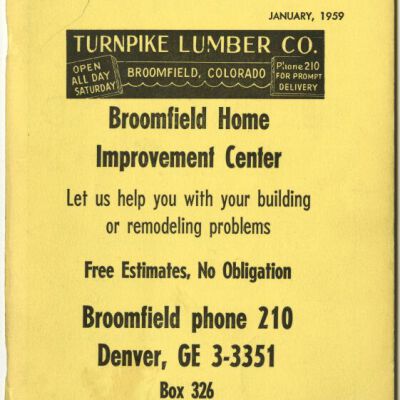 JANUARY, 1959
TURNPIKE LUMBER CO.
OPEN
ALL DAY
SATURDAY
BROOMFIELD, COLORADO
Phone 210
FOR PROMPT
DELIVERY
Broomfield Home
Improvement Center
Let us help you with your building
or remodeling problems
Free Estimates, No Obligation
Broomfield phone 210
Denver, GE 3-3351
Box 326